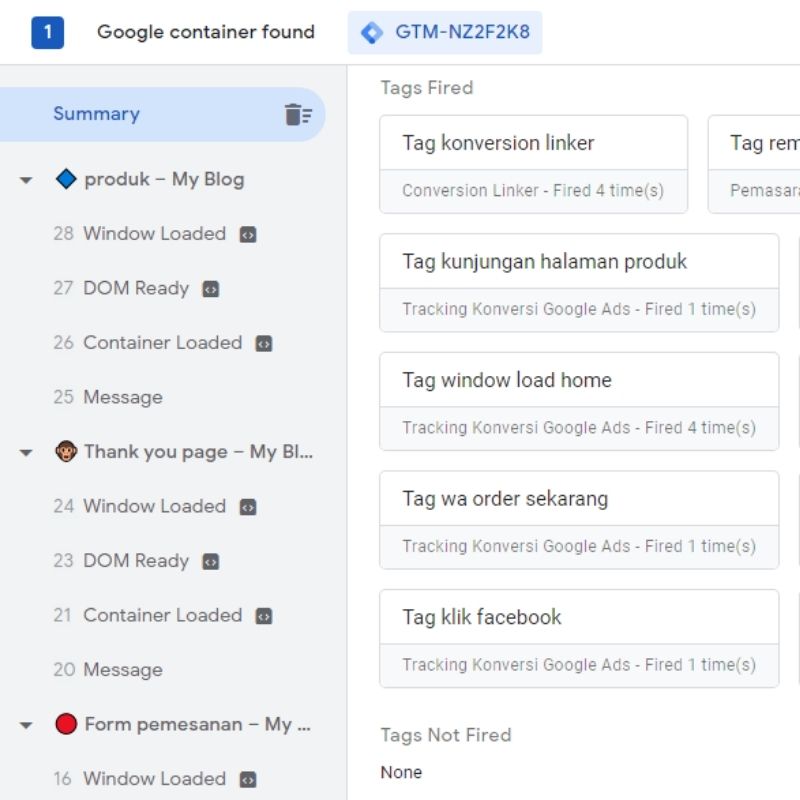 1 Google container found GTM-NZ2F2K8
Summary
produk – My Blog
28 Window Loaded
27 DOM Ready
26 Container Loaded
25 Message
Thank you page – My Bl...
24 Window Loaded
23 DOM Ready
21 Container Loaded
20 Message
Form pemesanan – My ...
16 Window Loaded
Tags Fired
Tag konversion linker
Conversion Linker - Fired 4 time(s)
Tag rem
Pemasar
Tag kunjungan halaman produk
Tracking Konversi Google Ads - Fired 1 time(s)
Tag window load home
Tracking Konversi Google Ads - Fired 4 time(s)
Tag wa order sekarang
Tracking Konversi Google Ads - Fired 1 time(s)
Tag klik facebook
Tracking Konversi Google Ads - Fired 1 time(s)
Tags Not Fired
None